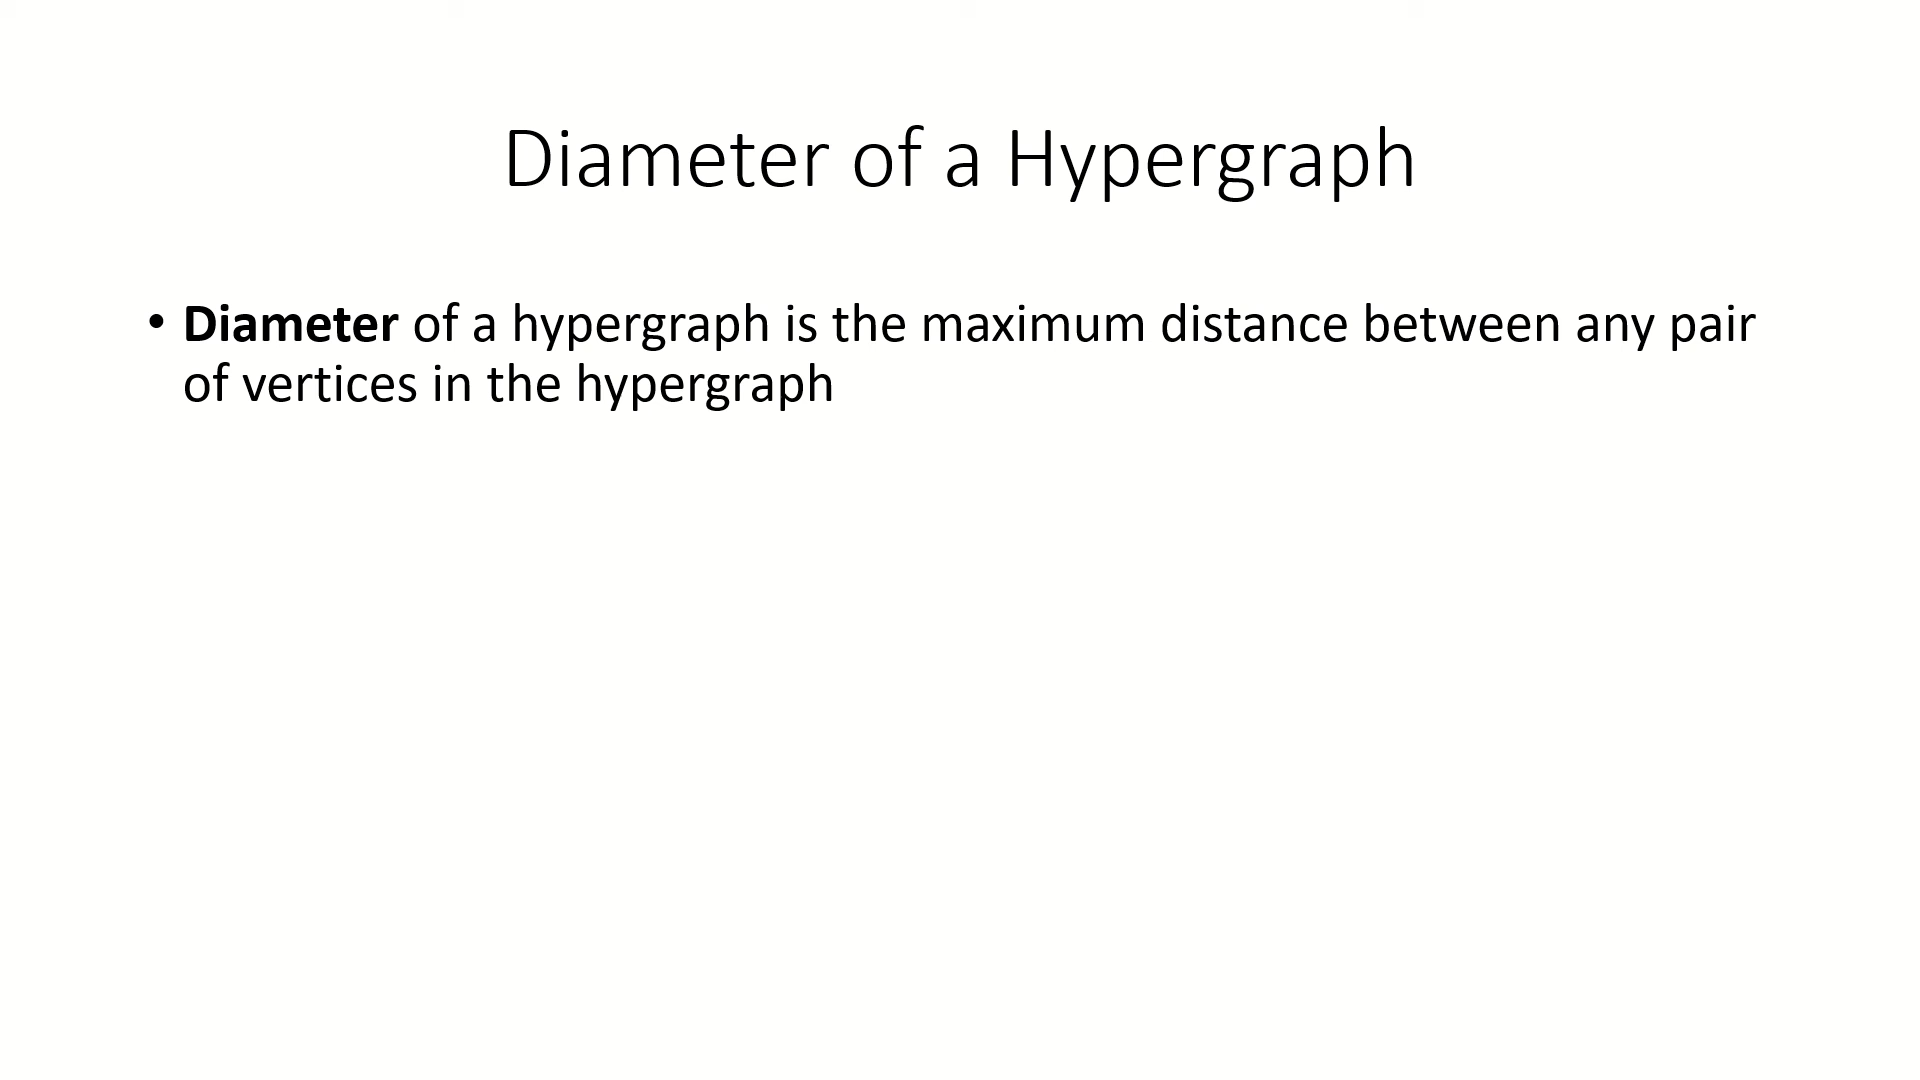 Diameter of a Hypergraph
• Diameter of a hypergraph is the maximum distance between any pair
of vertices in the hypergraph